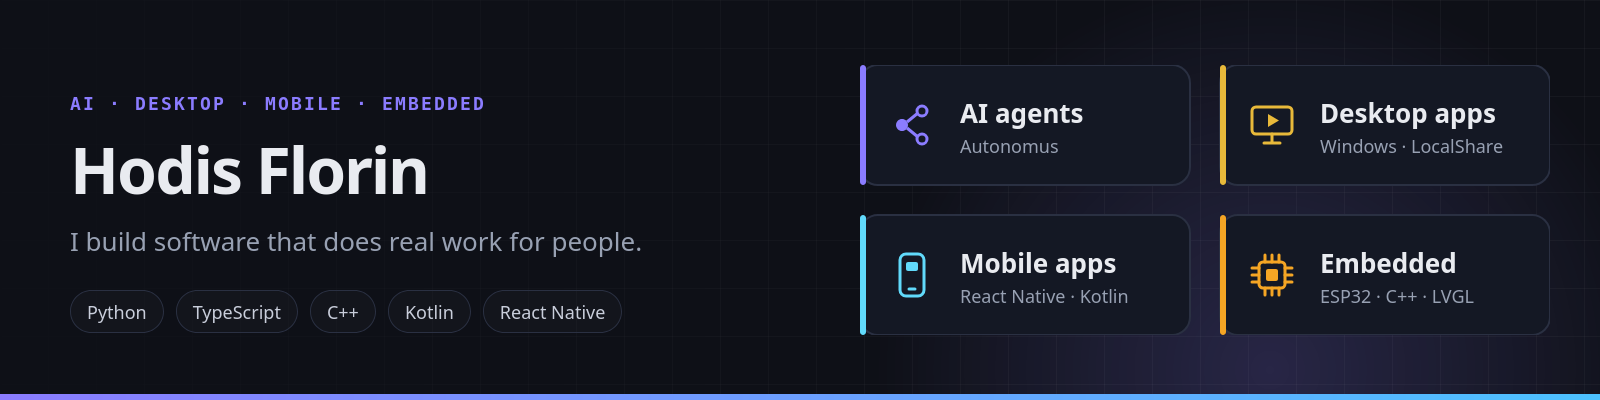 AI · DESKTOP · MOBILE · EMBEDDED
Hodis Florin
I build software that does real work for people.
Python
TypeScript
C++
Kotlin
React Native
AI agents
Autonomus
Desktop apps
Windows · LocalShare
Mobile apps
React Native · Kotlin
Embedded
ESP32 · C++ · LVGL